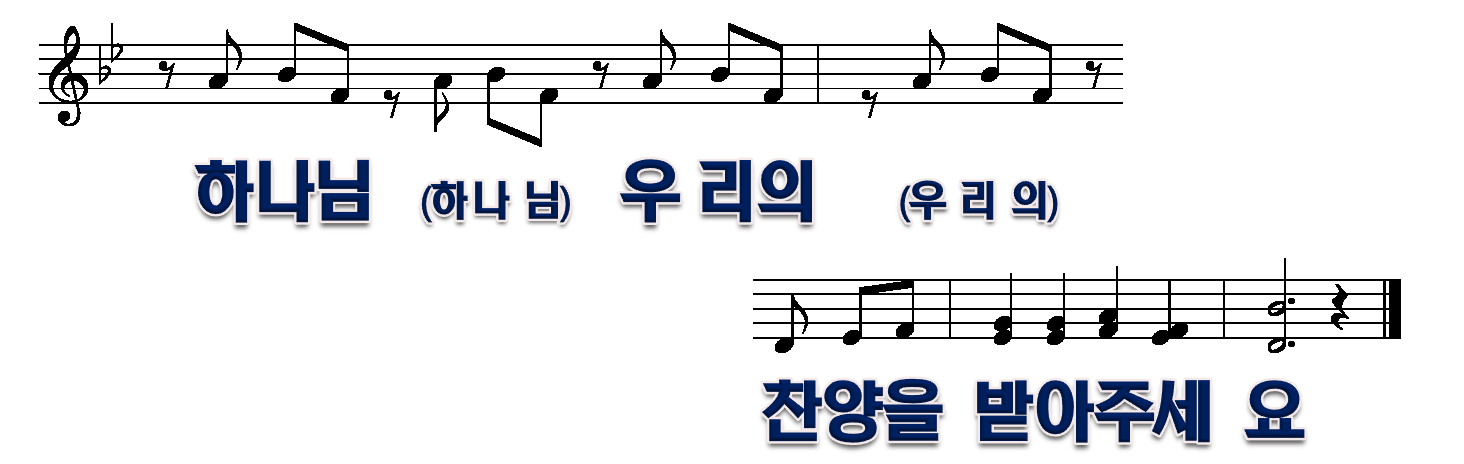 하나님 (하나 님) 우 리의 (우 리 의)
찬양을 받아주세 요